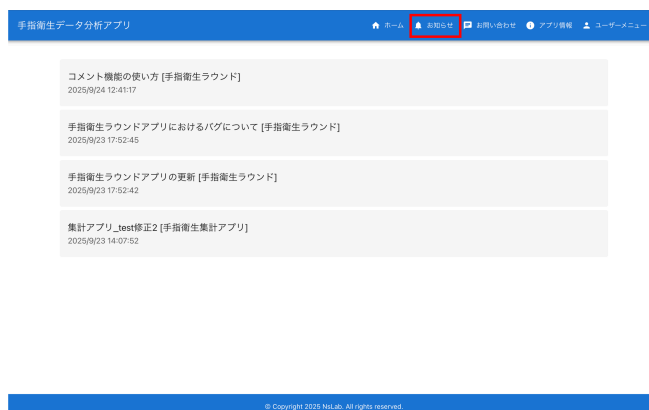 手指衛生データ分析アプリ
ホーム お知らせ お問い合わせ アプリ情報 ユーザーメニュー
コメント機能の使い方 [手指衛生ラウンド]
2025/9/24 12:41:17
手指衛生ラウンドアプリにおけるバグについて [手指衛生ラウンド]
2025/9/23 17:52:45
手指衛生ラウンドアプリの更新 [手指衛生ラウンド]
2025/9/23 17:52:42
集計アプリ_test修正2 [手指衛生集計アプリ]
2025/9/23 14:07:52
© Copyright 2025 NsLab. All rights reserved.